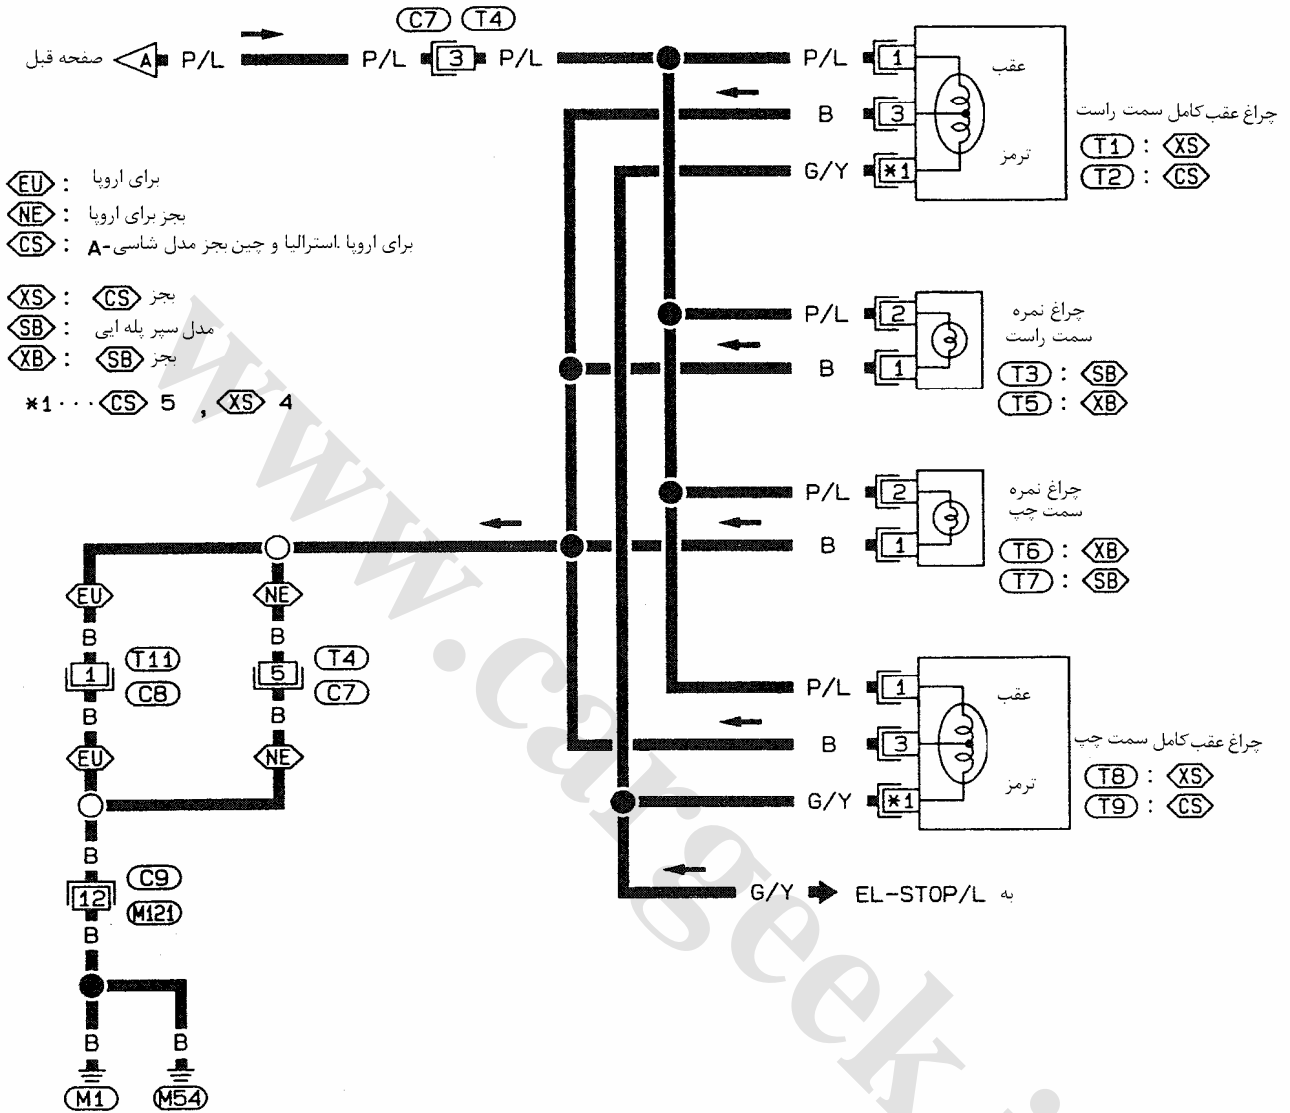 C7 T4
صفحه قبل A P/L P/L 3 P/L P/L 1 عقب
B 3
چراغ عقب کامل سمت راست
G/Y *1 ترمز
T1 : XS
T2 : CS
EU : برای اروپا
NE : بجز برای اروپا
CS : برای اروپا .استرالیا و چین بجز مدل شاسی-A
XS : CS بجز
SB : مدل سپر پله ایی
XB : SB بجز
*1 ··· CS 5 , XS 4
P/L 2
B 1
چراغ نمره
سمت راست
T3 : SB
T5 : XB
P/L 2
B 1
چراغ نمره
سمت چپ
T6 : XB
T7 : SB
EU NE
B B
1 T11 C8
5 T4 C7
B B
EU NE
P/L 1 عقب
B 3
چراغ عقب کامل سمت چپ
G/Y *1 ترمز
T8 : XS
T9 : CS
G/Y EL-STOP/L به
B
12 C9 M121
B
B B
M1 M54
www.cargeek.i